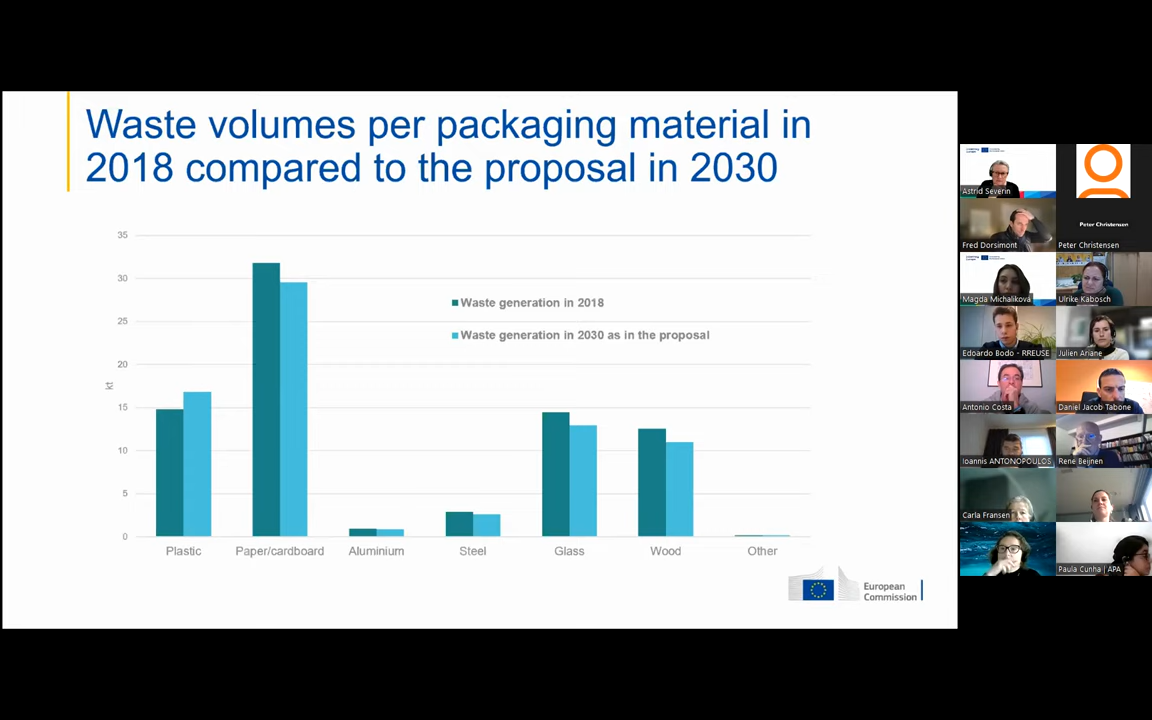 Waste volumes per packaging material in
2018 compared to the proposal in 2030
35
30
25
20
15
10
5
0
kt
Waste generation in 2018
Waste generation in 2030 as in the proposal
Plastic
Paper/cardboard
Aluminium
Steel
Glass
Wood
Other
European
Commission
Astrid Severin
Peter Christensen
Fred Dorsimont
Peter Christensen
Magda Michaliková
Ulrike Kabosch
Edoardo Bodo - RREUSE
Julien Ariane
Antonio Costa
Daniel Jacob Tabone
Ioannis ANTONOPOULOS
René Beijnen
Carla Fransen
Paula Cunha | APA